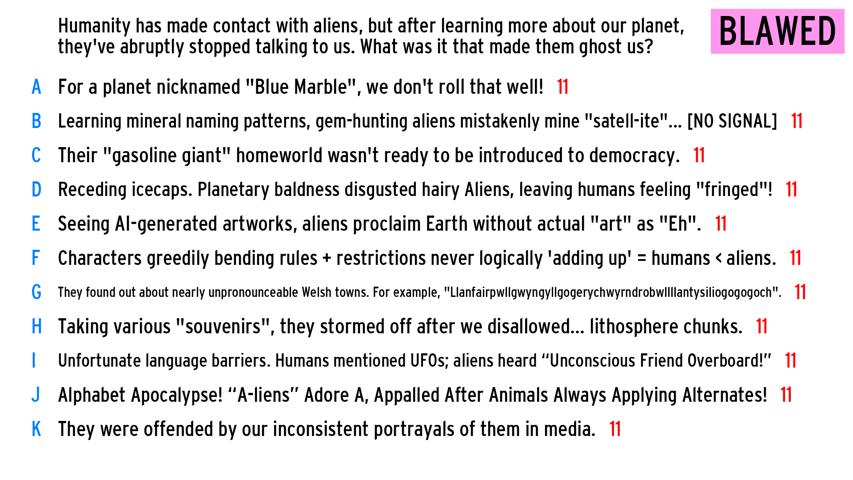 Humanity has made contact with aliens, but after learning more about our planet,
they've abruptly stopped talking to us. What was it that made them ghost us?
BLAWED
A For a planet nicknamed "Blue Marble", we don't roll that well! 11
B Learning mineral naming patterns, gem-hunting aliens mistakenly mine "satell-ite"... [NO SIGNAL] 11
C Their "gasoline giant" homeworld wasn't ready to be introduced to democracy. 11
D Receding icecaps. Planetary baldness disgusted hairy Aliens, leaving humans feeling "fringed"! 11
E Seeing AI-generated artworks, aliens proclaim Earth without actual "art" as "Eh". 11
F Characters greedily bending rules + restrictions never logically 'adding up' = humans < aliens. 11
G They found out about nearly unpronounceable Welsh towns. For example, "Llanfairpwllgwyngyllgogerychwyrndrobwllllantysiliogogogoch". 11
H Taking various "souvenirs", they stormed off after we disallowed... lithosphere chunks. 11
I Unfortunate language barriers. Humans mentioned UFOs; aliens heard “Unconscious Friend Overboard!” 11
J Alphabet Apocalypse! “A-liens” Adore A, Appalled After Animals Always Applying Alternates! 11
K They were offended by our inconsistent portrayals of them in media. 11